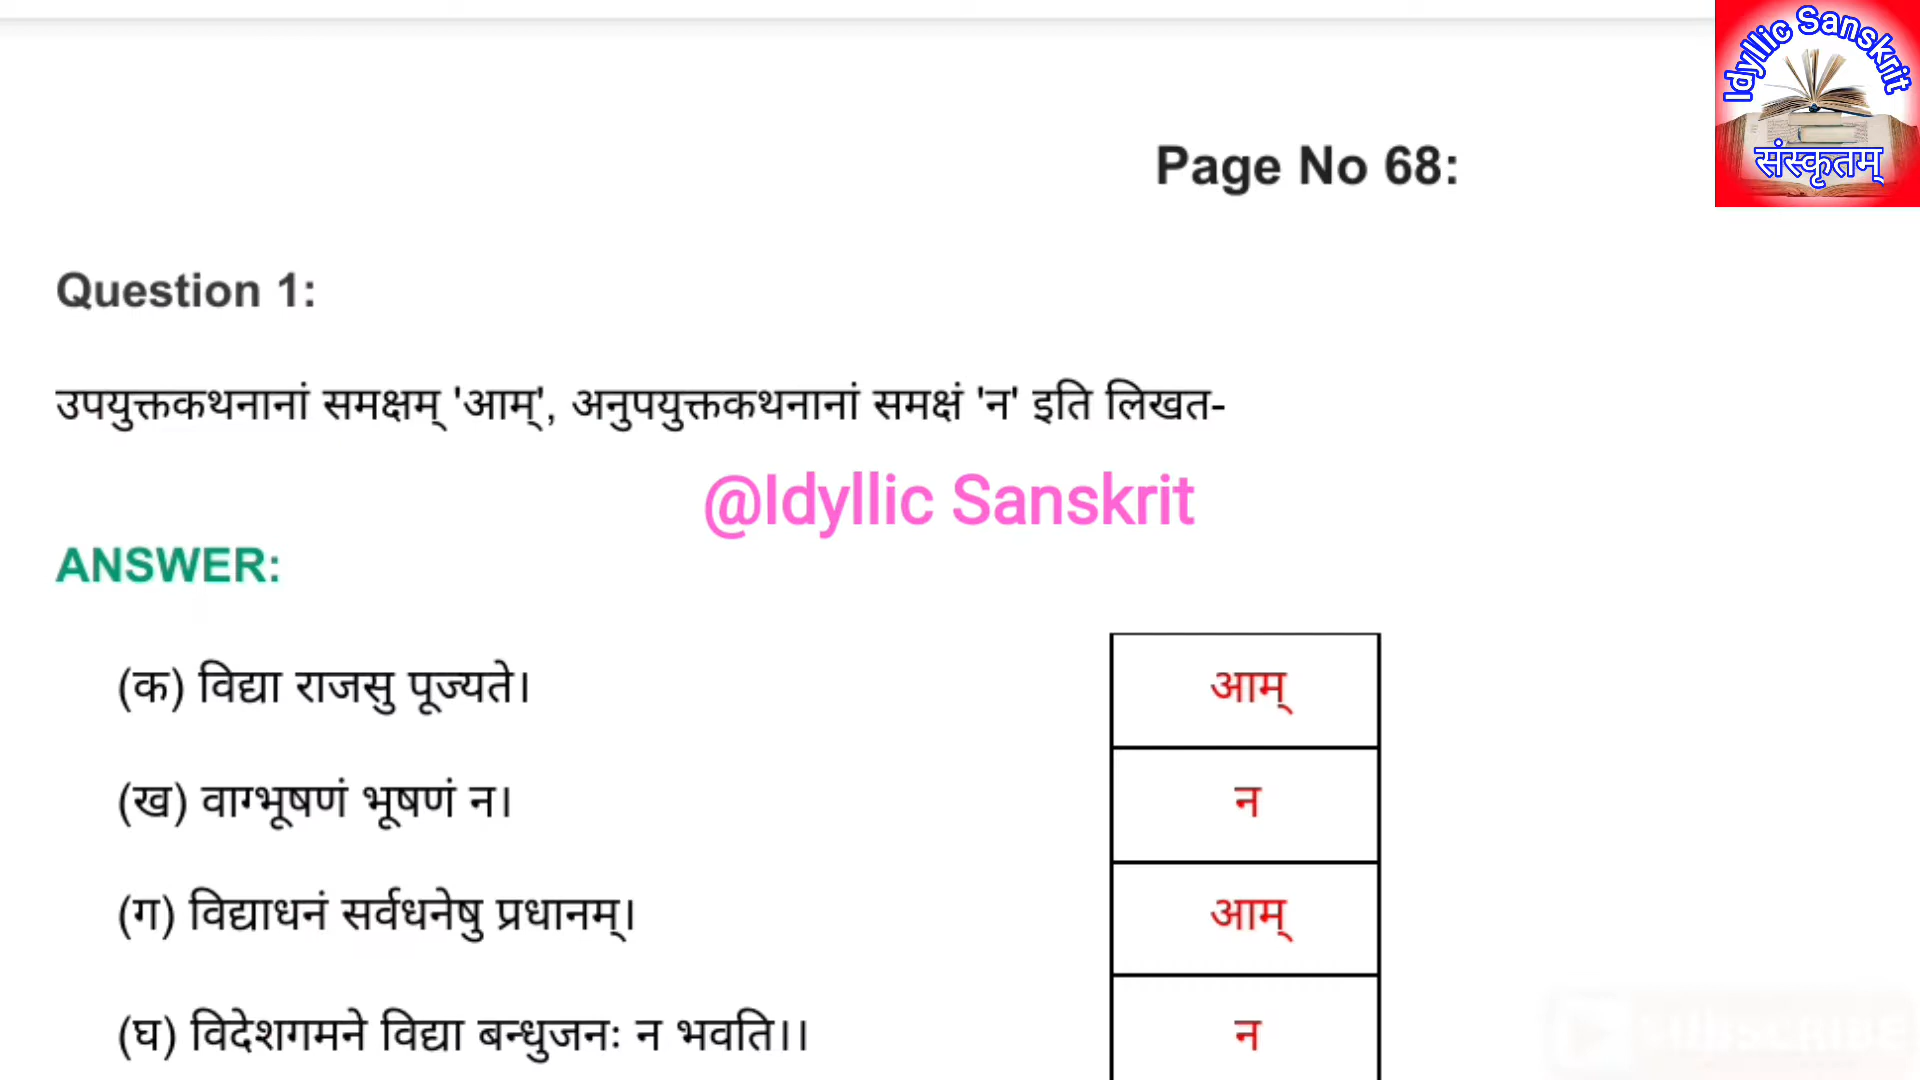 Idyllic Sanskrit
संस्कृतम्
Page No 68:
Question 1:
उपयुक्तकथनानां समक्षम् 'आम्', अनुपयुक्तकथनानां समक्षं 'न' इति लिखत-
@Idyllic Sanskrit
ANSWER:
(क) विद्या राजसु पूज्यते। आम्
(ख) वाग्भूषणं भूषणं न। न
(ग) विद्याधनं सर्वधनेषु प्रधानम्। आम्
(घ) विदेशगमने विद्या बन्धुजनः न भवति।। न
SUBSCRIBE